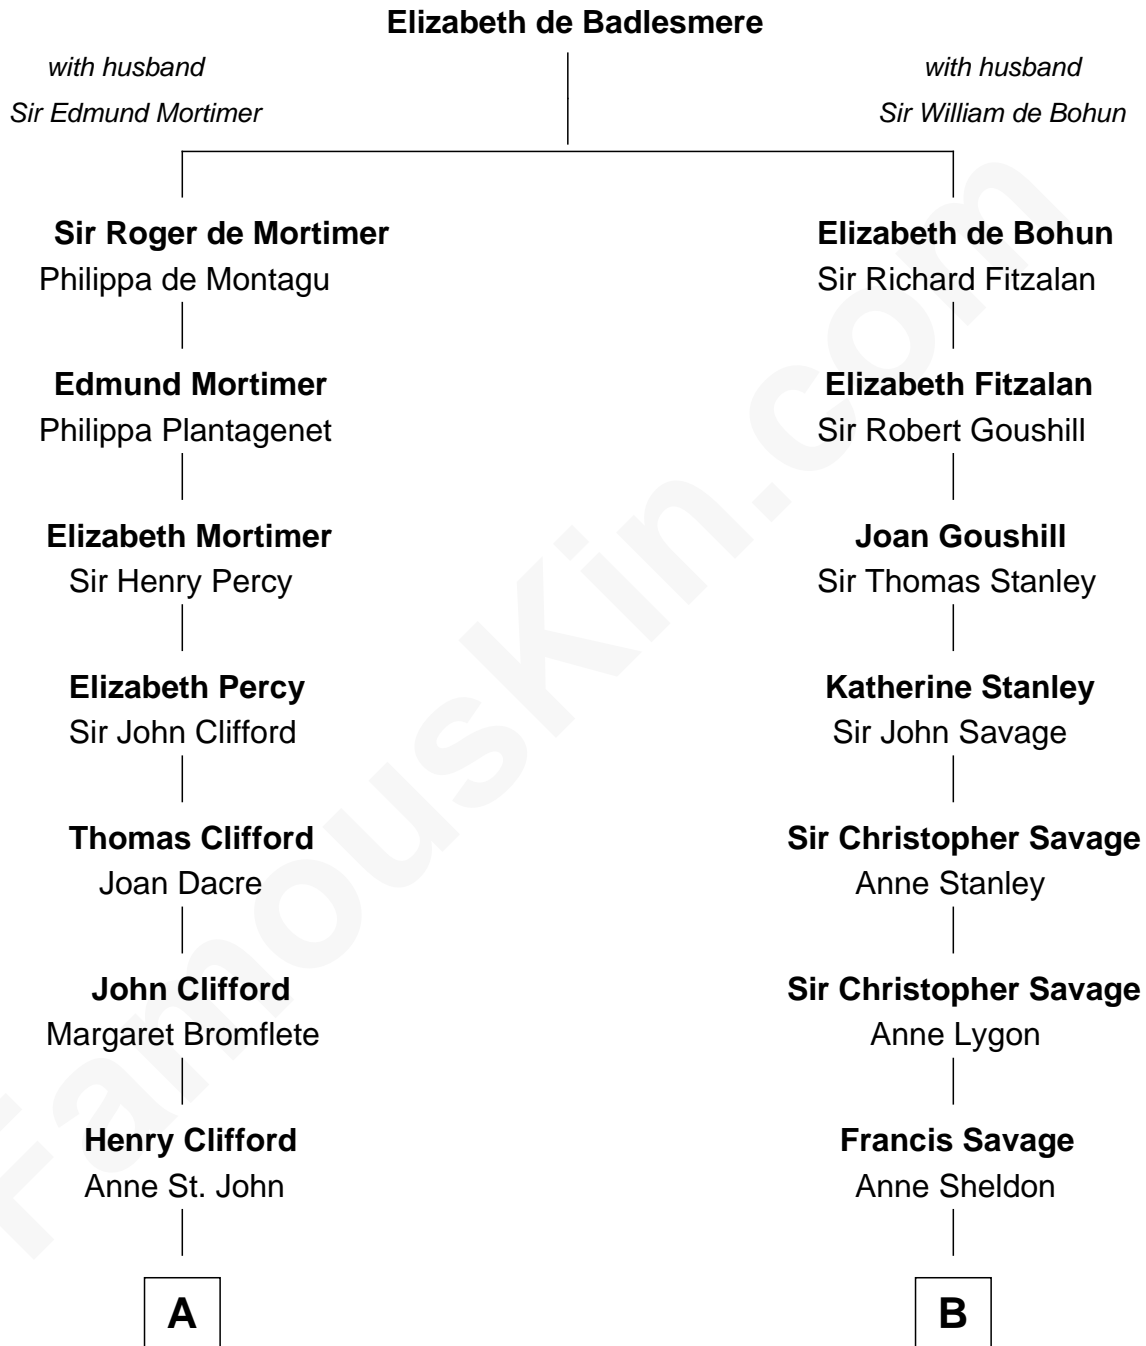 Elizabeth de Badlesmere
with husband
Sir Edmund Mortimer
with husband
Sir William de Bohun
Sir Roger de Mortimer
Philippa de Montagu
Elizabeth de Bohun
Sir Richard Fitzalan
Edmund Mortimer
Philippa Plantagenet
Elizabeth Fitzalan
Sir Robert Goushill
Elizabeth Mortimer
Sir Henry Percy
Joan Goushill
Sir Thomas Stanley
Elizabeth Percy
Sir John Clifford
Katherine Stanley
Sir John Savage
Thomas Clifford
Joan Dacre
Sir Christopher Savage
Anne Stanley
John Clifford
Margaret Bromflete
Sir Christopher Savage
Anne Lygon
Henry Clifford
Anne St. John
Francis Savage
Anne Sheldon
A
B
FamousKin.com